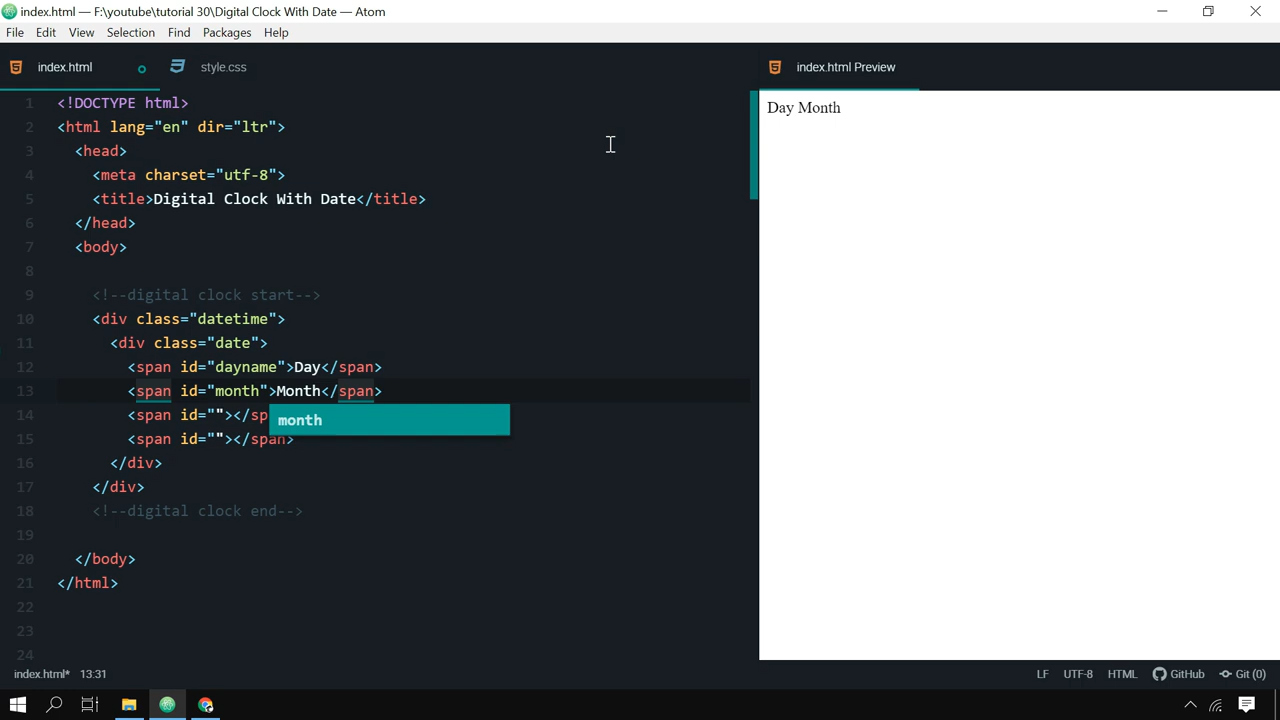 index.html — F:\youtube\tutorial 30\Digital Clock With Date — Atom
File Edit View Selection Find Packages Help
index.html style.css index.html Preview
1 <!DOCTYPE html>
2 <html lang="en" dir="ltr">
3 <head>
4 <meta charset="utf-8">
5 <title>Digital Clock With Date</title>
6 </head>
7 <body>
8
9 <!--digital clock start-->
10 <div class="datetime">
11 <div class="date">
12 <span id="dayname">Day</span>
13 <span id="month">Month</span>
14 <span id=""></sp
month
15 <span id=""></span>
16 </div>
17 </div>
18 <!--digital clock end-->
19
20 </body>
21 </html>
22
23
24
Day Month
index.html* 13:31 LF UTF-8 HTML GitHub Git (0)